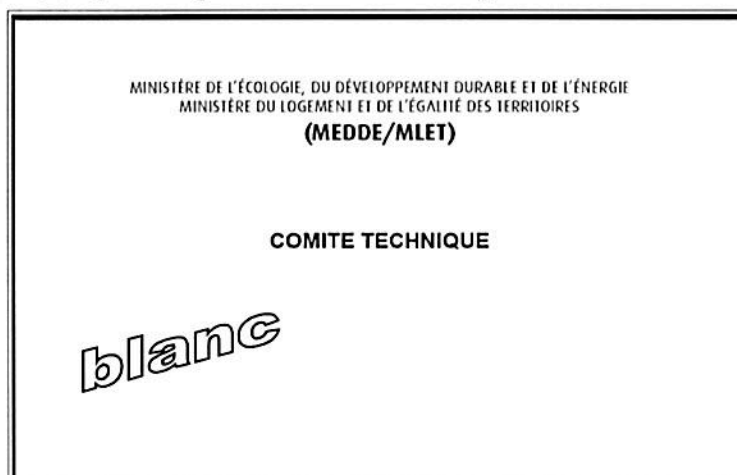 MINISTÈRE DE L'ÉCOLOGIE, DU DÉVELOPPEMENT DURABLE ET DE L'ÉNERGIE
MINISTÈRE DU LOGEMENT ET DE L'ÉGALITÉ DES TERRITOIRES
(MEDDE/MLET)
COMITE TECHNIQUE
blanc